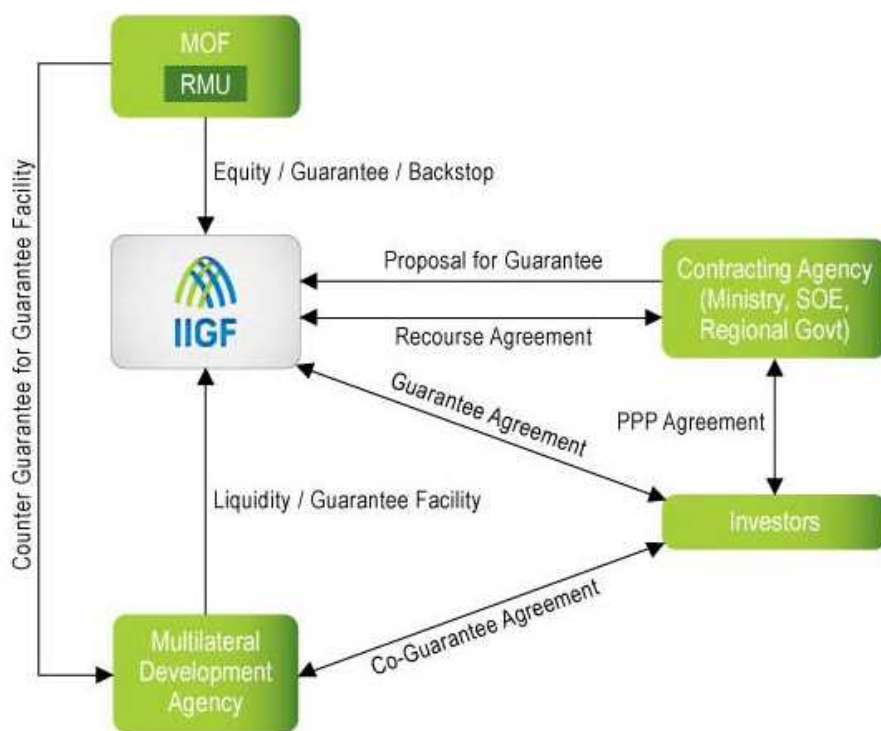 MOF
RMU
Equity / Guarantee / Backstop
Counter Guarantee for Guarantee Facility
IIGF
Proposal for Guarantee
Recourse Agreement
Contracting Agency
(Ministry, SOE,
Regional Govt)
Guarantee Agreement
PPP Agreement
Liquidity / Guarantee Facility
Investors
Co-Guarantee Agreement
Multilateral
Development
Agency